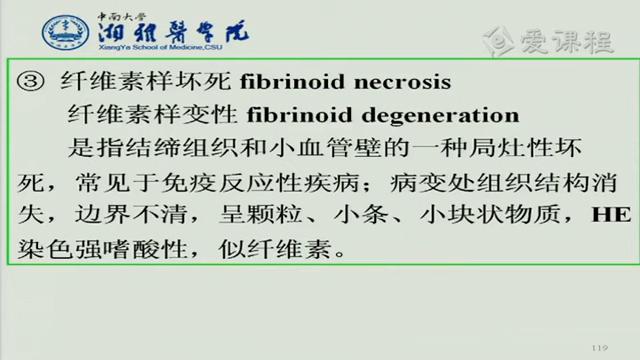 中南大学
湘雅醫学院
XiangYa School of Medicine,CSU
爱课程
③ 纤维素样坏死 fibrinoid necrosis
纤维素样变性 fibrinoid degeneration
是指结缔组织和小血管壁的一种局灶性坏
死，常见于免疫反应性疾病；病变处组织结构消
失，边界不清，呈颗粒、小条、小块状物质，HE
染色强嗜酸性，似纤维素。
119